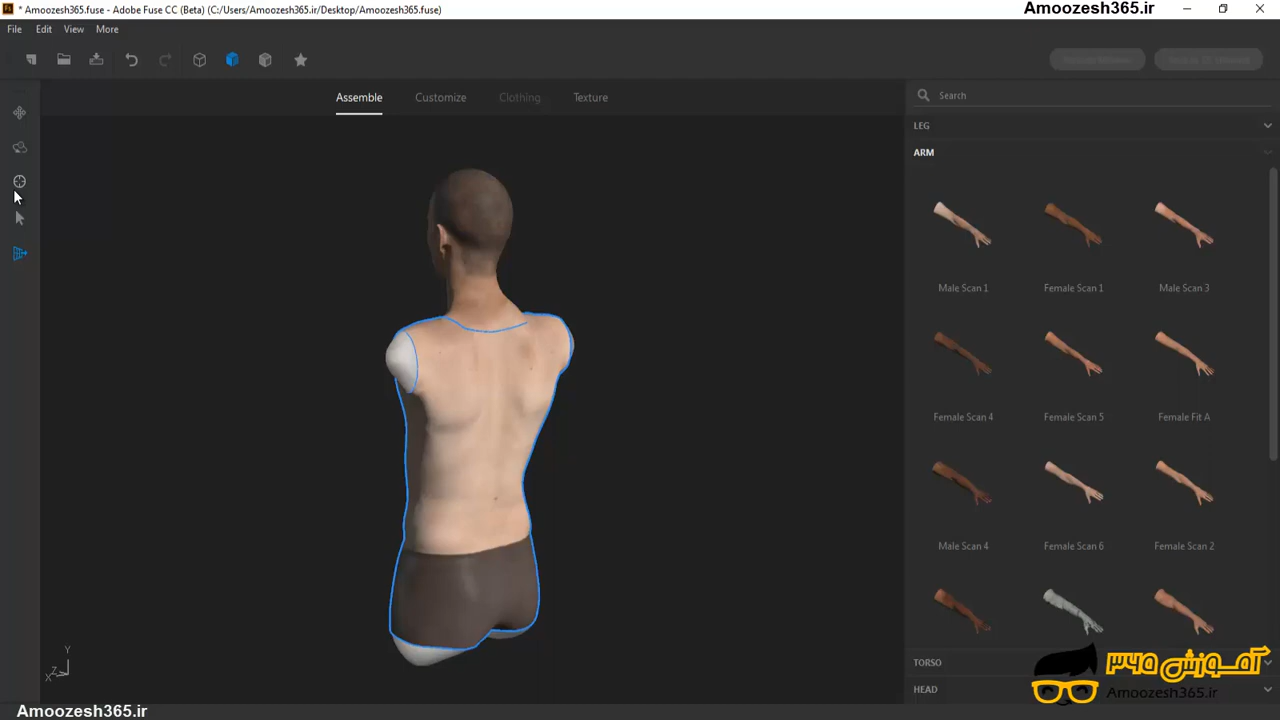 * Amoozesh365.fuse - Adobe Fuse CC (Beta) (C:/Users/Amoozesh365.ir/Desktop/Amoozesh365.fuse)
Amoozesh365.ir
File Edit View More
Assemble Customize Clothing Texture
Search
LEG
ARM
Male Scan 1 Female Scan 1 Male Scan 3
Female Scan 4 Female Scan 5 Female Fit A
Male Scan 4 Female Scan 6 Female Scan 2
TORSO
HEAD
Y
Z
X
آموزش ۳۶۵
Amoozesh365.ir
Amoozesh365.ir